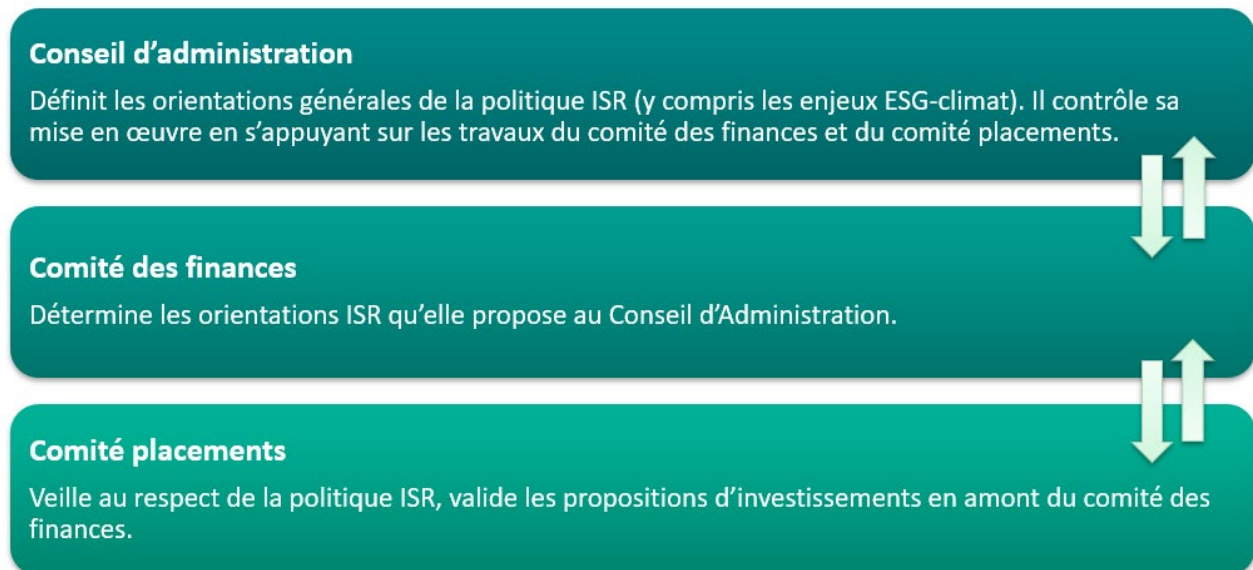 Conseil d’administration
Définit les orientations générales de la politique ISR (y compris les enjeux ESG-climat). Il contrôle sa
mise en œuvre en s’appuyant sur les travaux du comité des finances et du comité placements.
Comité des finances
Détermine les orientations ISR qu’elle propose au Conseil d’Administration.
Comité placements
Veille au respect de la politique ISR, valide les propositions d’investissements en amont du comité des
finances.